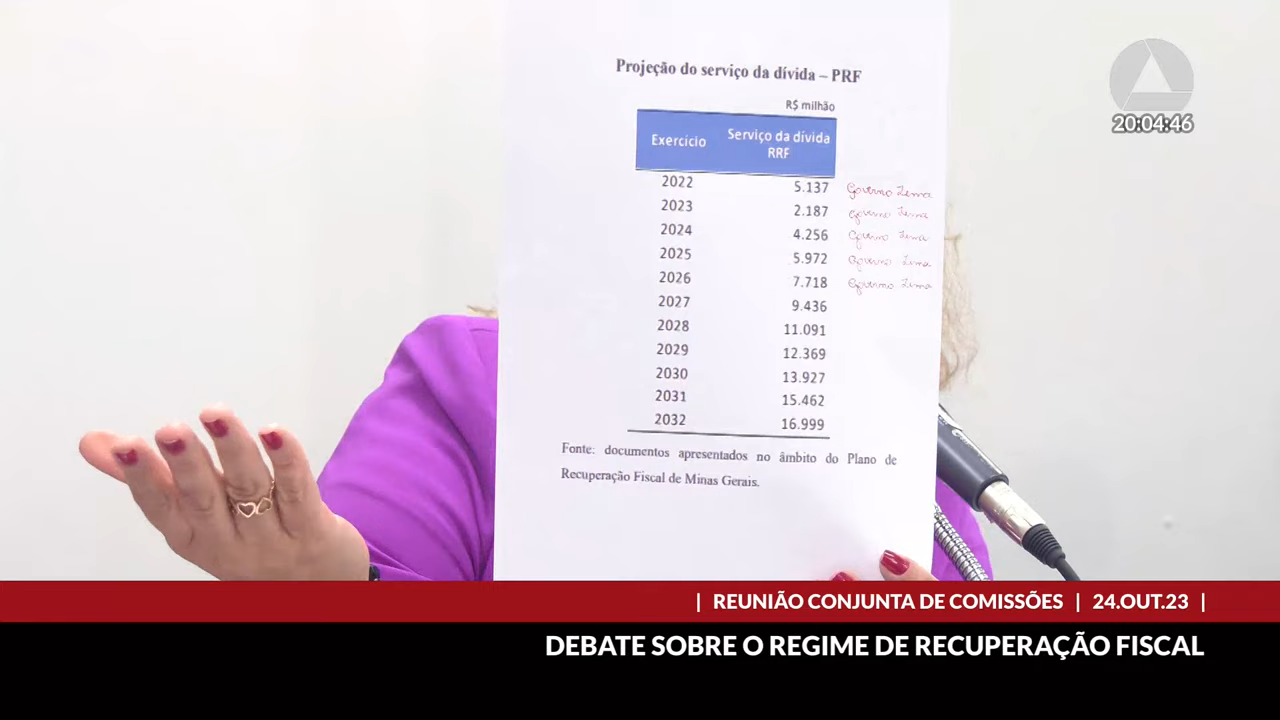 20:04:46
Projeção do serviço da dívida – PRF
R$ milhão
Exercício Serviço da dívida RRF
2022 5.137 Governo Zema
2023 2.187 Governo Zema
2024 4.256 Governo Zema
2025 5.972 Governo Zema
2026 7.718 Governo Zema
2027 9.436
2028 11.091
2029 12.369
2030 13.927
2031 15.462
2032 16.999
Fonte: documentos apresentados no âmbito do Plano de
Recuperação Fiscal de Minas Gerais.
| REUNIÃO CONJUNTA DE COMISSÕES | 24.OUT.23 |
DEBATE SOBRE O REGIME DE RECUPERAÇÃO FISCAL